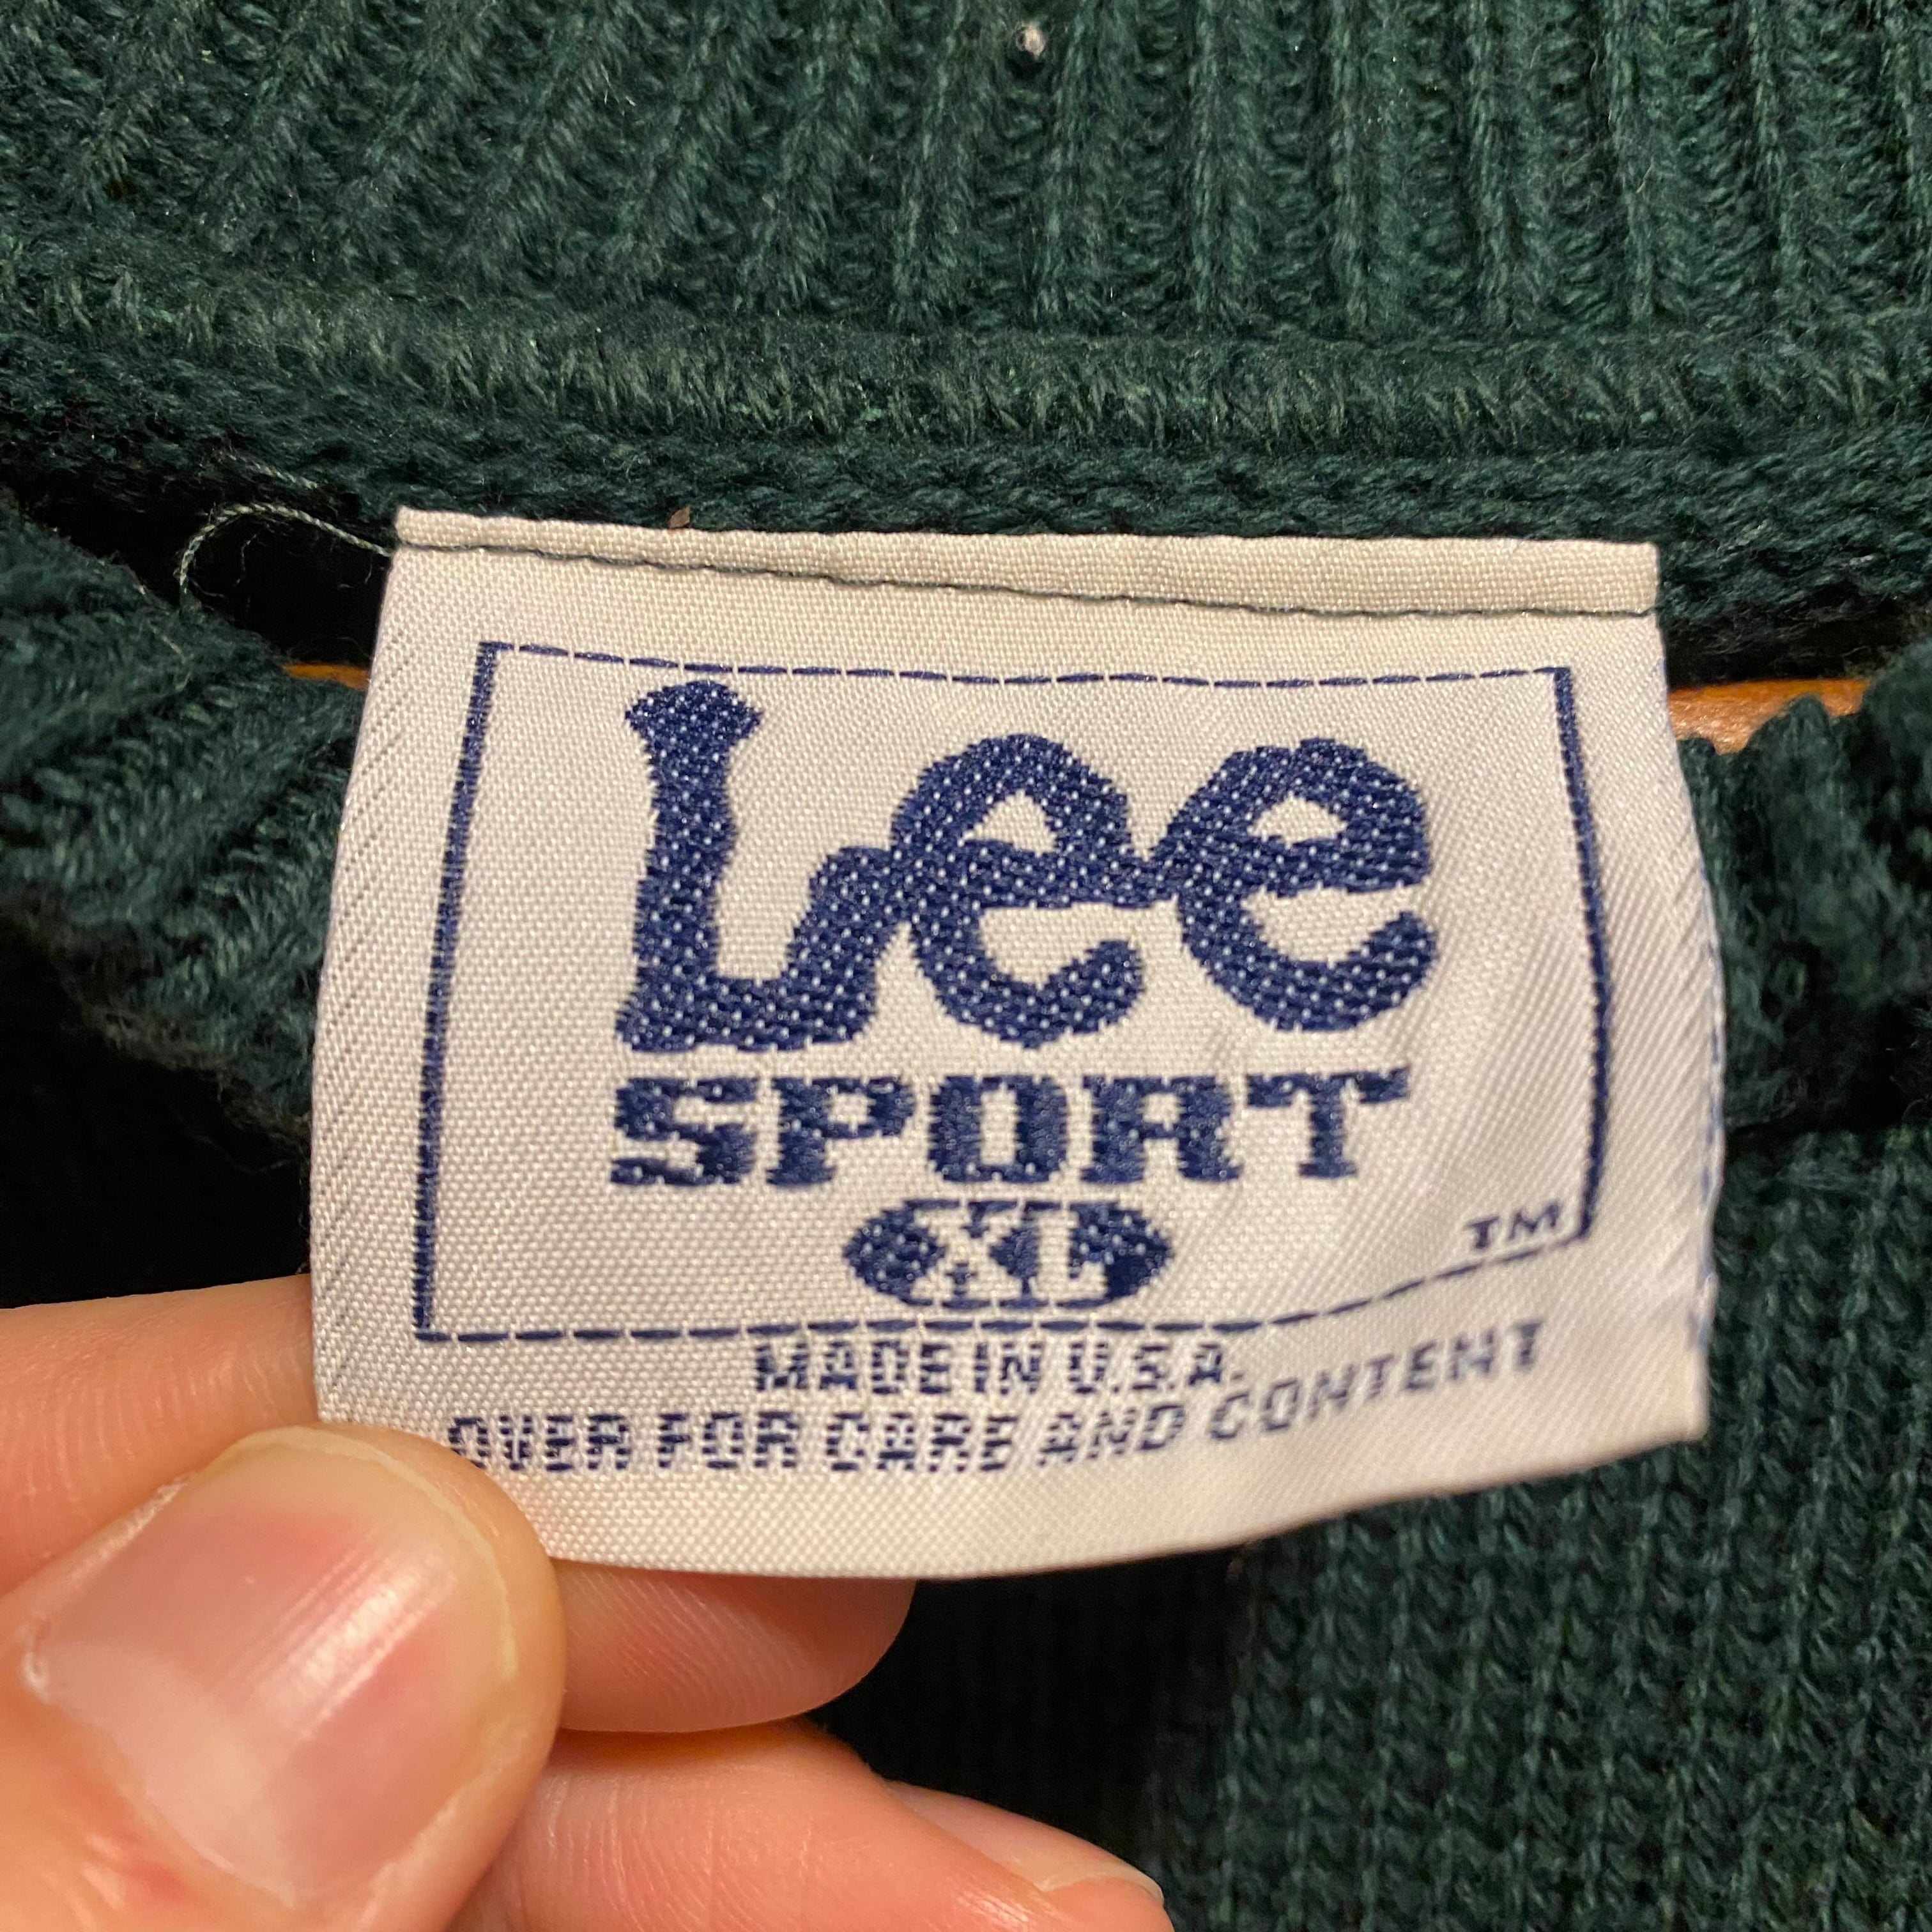 Lee
SPORT
XL
TM
MADE IN U.S.A.
OVER FOR CARE AND CONTENT